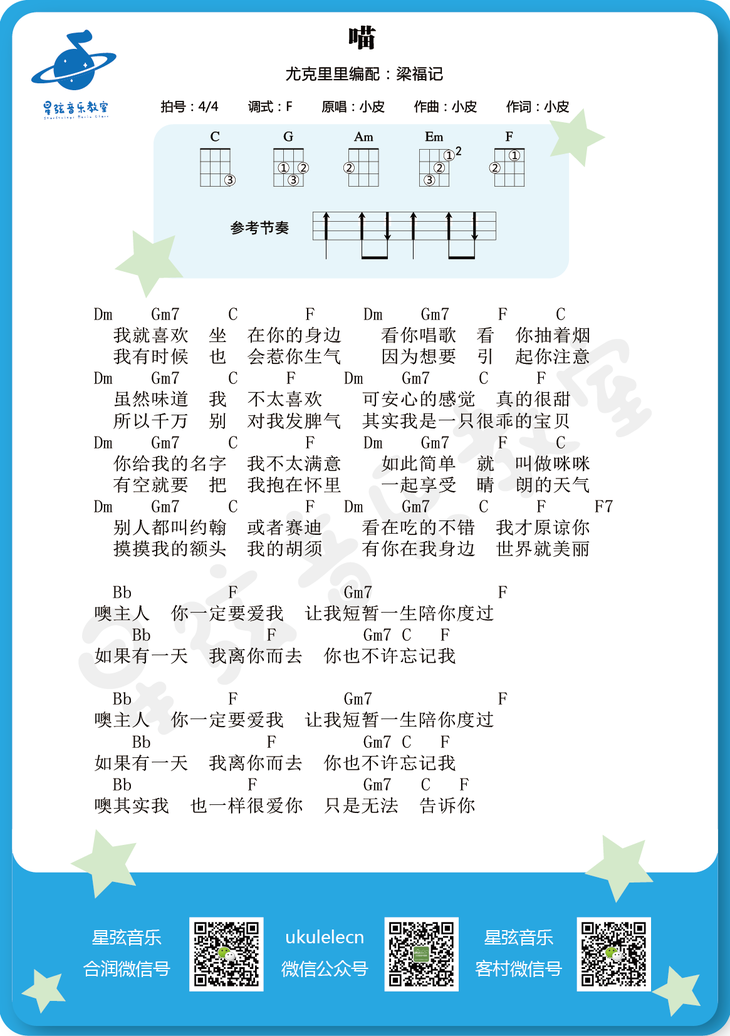 喵
尤克里里编配：梁福记
星弦音乐教室
拍号：4/4 调式：F 原唱：小皮 作曲：小皮 作词：小皮
C G Am Em F
① ② ③ ③ ② ① 2 ② ③ ① ②
参考节奏
Dm Gm7 C F Dm Gm7 F C
我就喜欢 坐 在你的身边 看你唱歌 看 你抽着烟
我有时候 也 会惹你生气 因为想要 引 起你注意
Dm Gm7 C F Dm Gm7 C F
虽然味道 我 不太喜欢 可安心的感觉 真的很甜
所以千万 别 对我发脾气 其实我是一只很乖的宝贝
Dm Gm7 C F Dm Gm7 F C
你给我的名字 我不太满意 如此简单 就 叫做咪咪
有空就要 把 我抱在怀里 一起享受 晴 朗的天气
Dm Gm7 C F Dm Gm7 C F F7
别人都叫约翰 或者赛迪 看在吃的不错 我才原谅你
摸摸我的额头 我的胡须 有你在我身边 世界就美丽
Bb F Gm7 F
噢主人 你一定要爱我 让我短暂一生陪你度过
Bb F Gm7 C F
如果有一天 我离你而去 你也不许忘记我
Bb F Gm7 F
噢主人 你一定要爱我 让我短暂一生陪你度过
Bb F Gm7 C F
如果有一天 我离你而去 你也不许忘记我
Bb F Gm7 C F
噢其实我 也一样很爱你 只是无法 告诉你
星弦音乐教室
星弦音乐 ukulelecn 星弦音乐
合润微信号 微信公众号 客村微信号